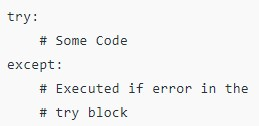 try:
    # Some Code
except:
    # Executed if error in the
    # try block